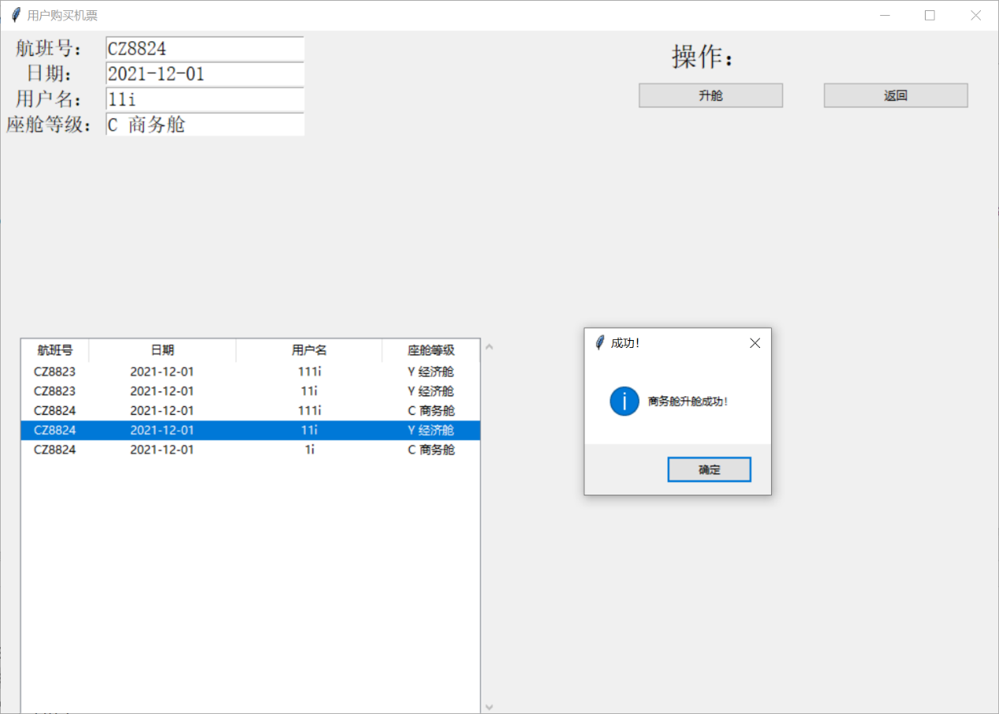 用户购买机票
航班号： CZ8824
日期： 2021-12-01
用户名： 11i
座舱等级： C 商务舱
操作：
升舱 返回
航班号 日期 用户名 座舱等级
CZ8823 2021-12-01 111i Y 经济舱
CZ8823 2021-12-01 11i Y 经济舱
CZ8824 2021-12-01 111i C 商务舱
CZ8824 2021-12-01 11i Y 经济舱
CZ8824 2021-12-01 1i C 商务舱
成功！
商务舱升舱成功！
确定